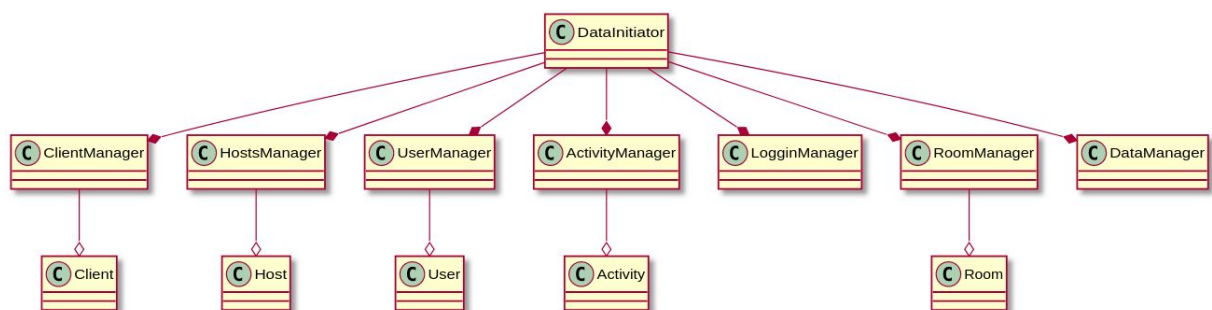 C DataInitiator
C ClientManager C HostsManager C UserManager C ActivityManager C LogginManager C RoomManager C DataManager
C Client C Host C User C Activity C Room